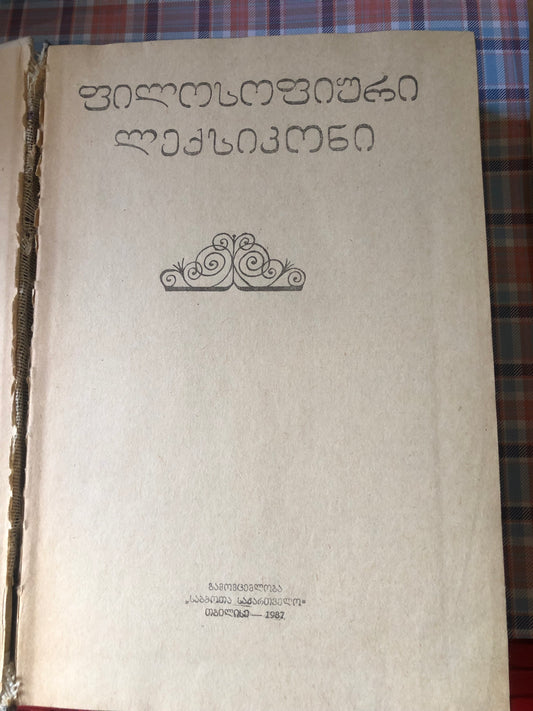 ფილოსოფიური
ლექსიკონი
გამომცემლობა
„საბჭოთა საქართველო“
თბილისი — 1987